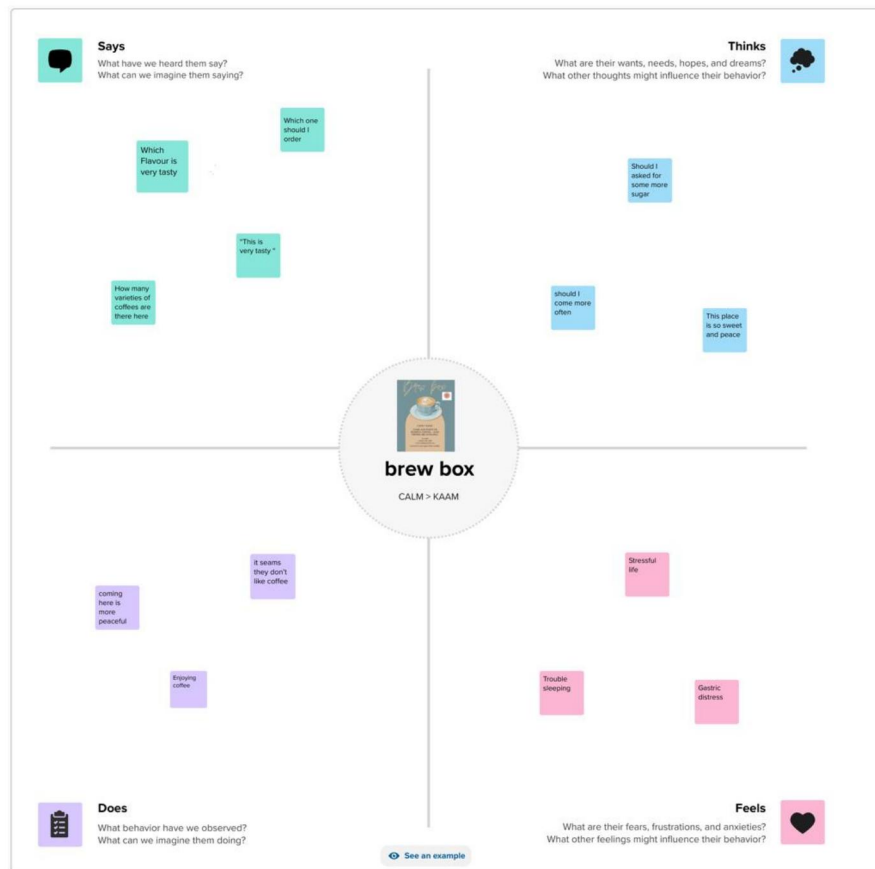 Says
What have we heard them say?
What can we imagine them saying?
Thinks
What are their wants, needs, hopes, and dreams?
What other thoughts might influence their behavior?
Which one
should I
order
Which
Flavour is
very tasty
"This is
very tasty "
How many
varieties of
coffees are
there here
Should I
asked for
some more
sugar
should I
come more
often
This place
is so sweet
and peace
brew box
CALM > KAAM
it seams
they don't
like coffee
coming
here is
more
peaceful
Enjoying
coffee
Stressful
life
Trouble
sleeping
Gastric
distress
Does
What behavior have we observed?
What can we imagine them doing?
Feels
What are their fears, frustrations, and anxieties?
What other feelings might influence their behavior?
See an example